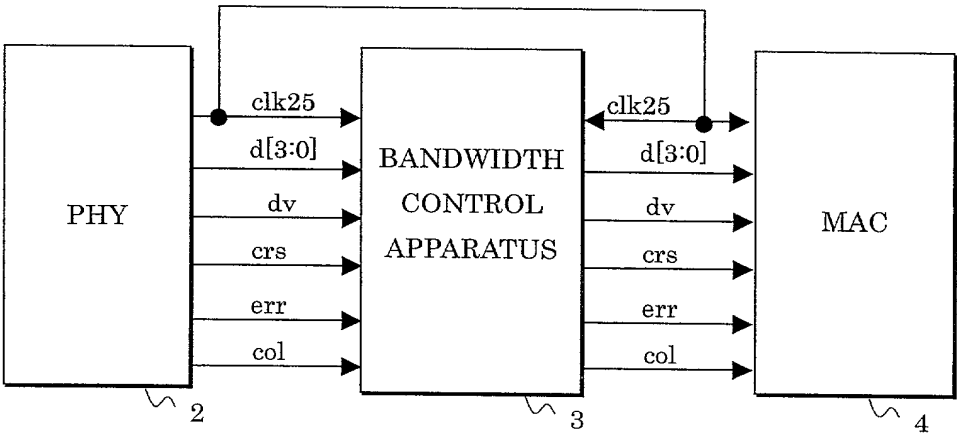 PHY
2
clk25
d[3:0]
dv
crs
err
col
BANDWIDTH
CONTROL
APPARATUS
3
clk25
d[3:0]
dv
crs
err
col
MAC
4